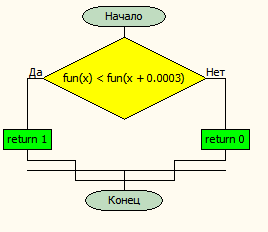 Начало
Да
fun(x) < fun(x + 0.0003)
Нет
return 1
return 0
Конец